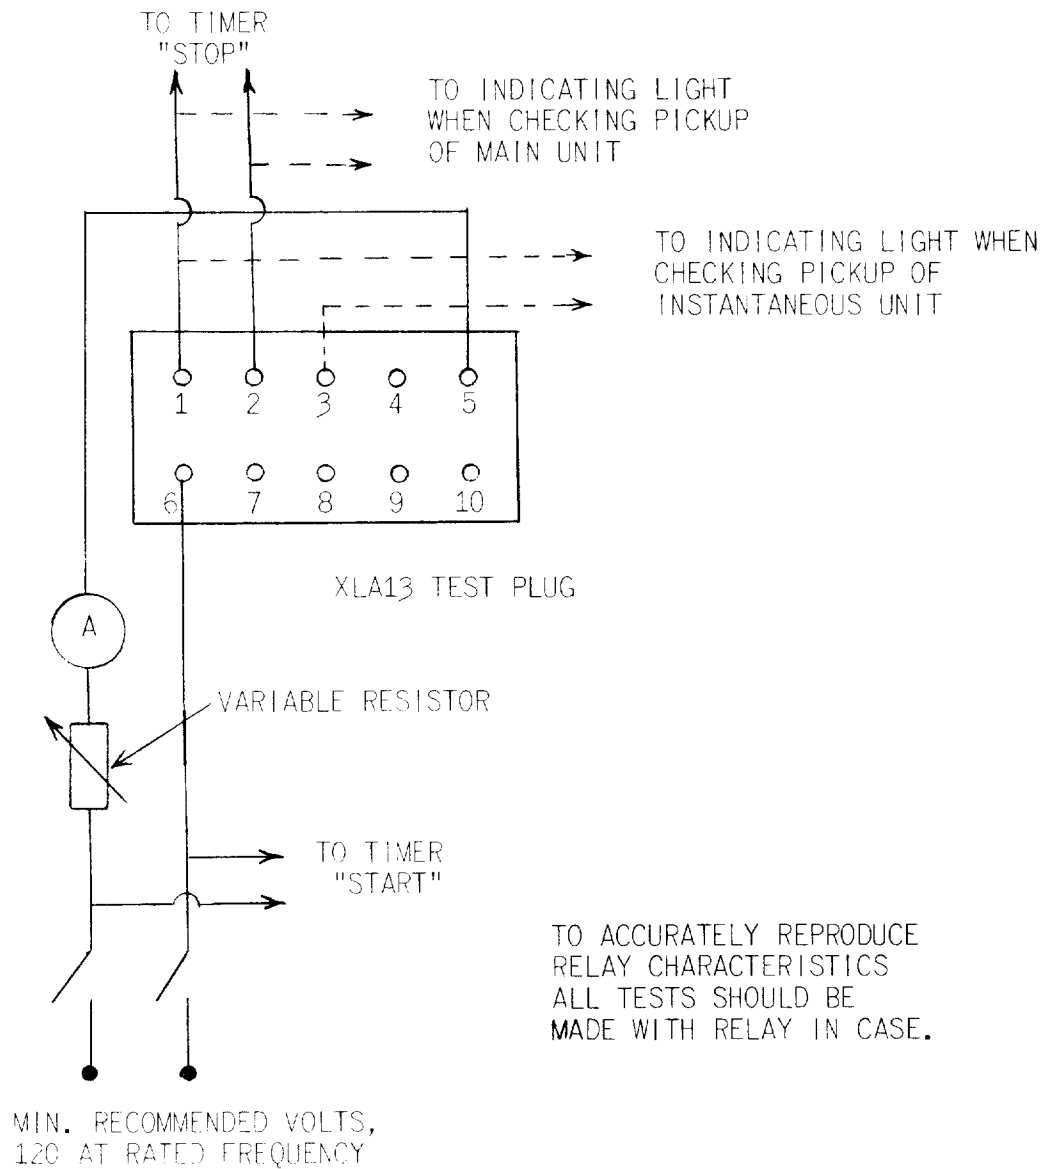 TO TIMER
"STOP"
TO INDICATING LIGHT
WHEN CHECKING PICKUP
OF MAIN UNIT
TO INDICATING LIGHT WHEN
CHECKING PICKUP OF
INSTANTANEOUS UNIT
1 2 3 4 5
6 7 8 9 10
XLA13 TEST PLUG
A
VARIABLE RESISTOR
TO TIMER
"START"
TO ACCURATELY REPRODUCE
RELAY CHARACTERISTICS
ALL TESTS SHOULD BE
MADE WITH RELAY IN CASE.
MIN. RECOMMENDED VOLTS,
120 AT RATED FREQUENCY